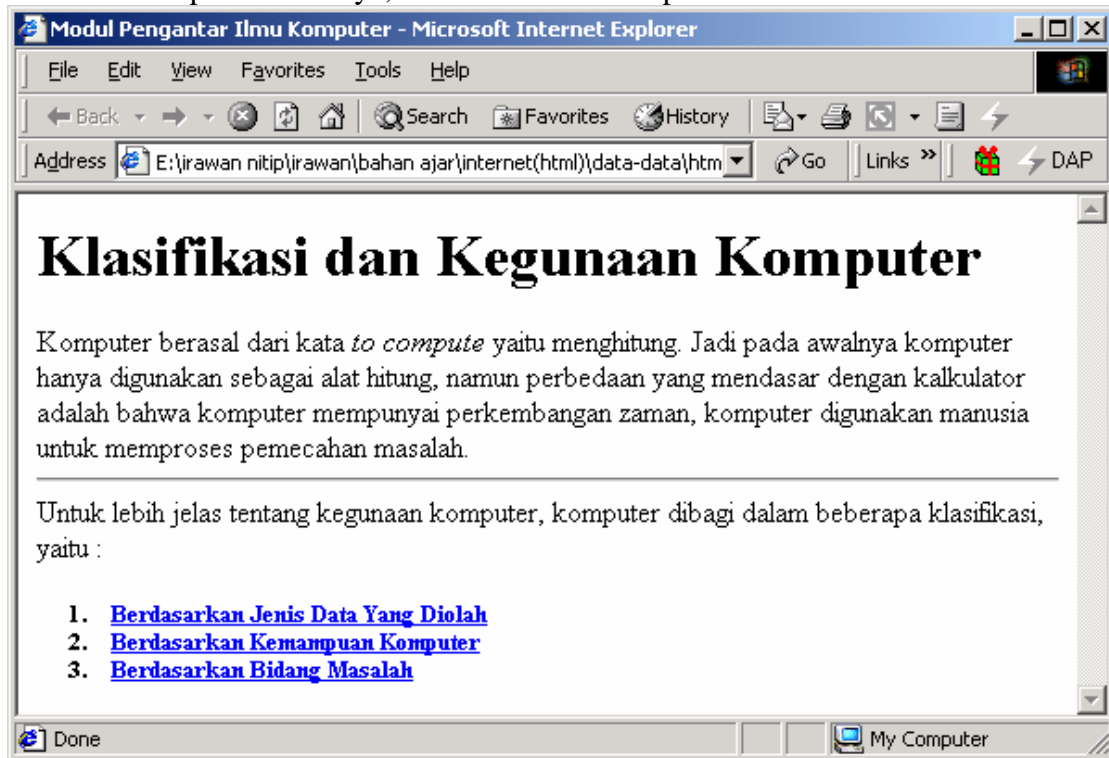 Modul Pengantar Ilmu Komputer - Microsoft Internet Explorer
File Edit View Favorites Tools Help
Back Search Favorites History
Address E:\irawan nitip\irawan\bahan ajar\internet(html)\data-data\htm Go Links » DAP
Klasifikasi dan Kegunaan Komputer
Komputer berasal dari kata to compute yaitu menghitung. Jadi pada awalnya komputer
hanya digunakan sebagai alat hitung, namun perbedaan yang mendasar dengan kalkulator
adalah bahwa komputer mempunyai perkembangan zaman, komputer digunakan manusia
untuk memproses pemecahan masalah.
Untuk lebih jelas tentang kegunaan komputer, komputer dibagi dalam beberapa klasifikasi,
yaitu :
1. Berdasarkan Jenis Data Yang Diolah
2. Berdasarkan Kemampuan Komputer
3. Berdasarkan Bidang Masalah
Done My Computer